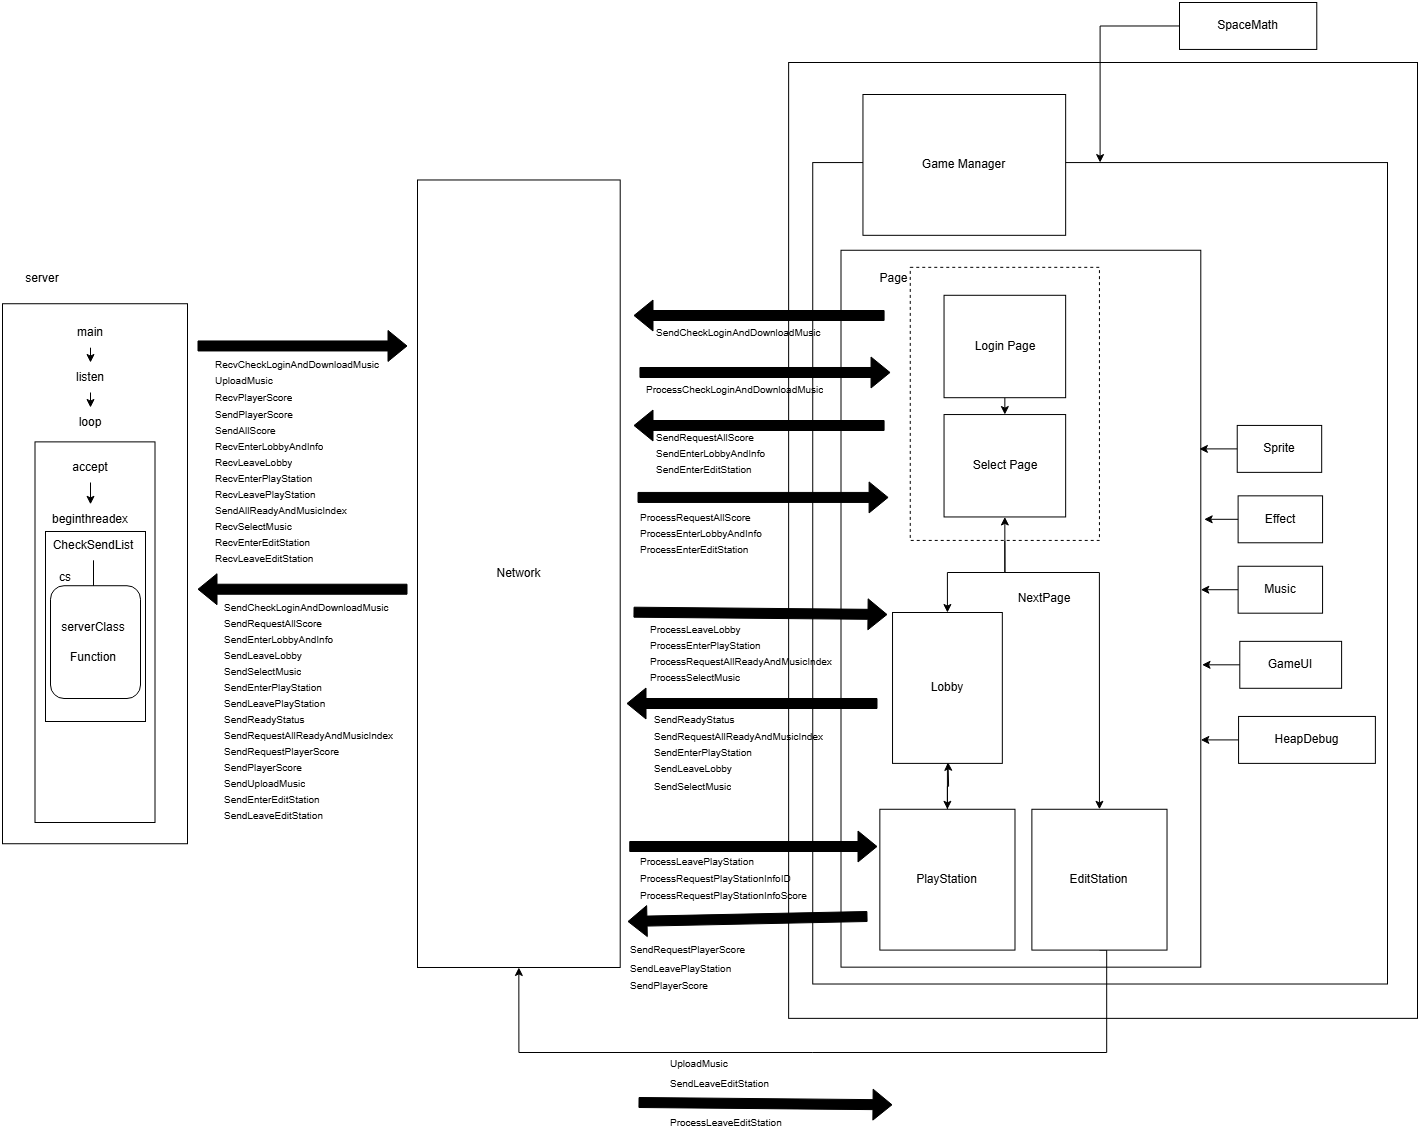 SpaceMath
Game Manager
server
main
listen
loop
accept
beginthreadex
CheckSendList
cs
serverClass
Function
RecvCheckLoginAndDownloadMusic
UploadMusic
RecvPlayerScore
SendPlayerScore
SendAllScore
RecvEnterLobbyAndInfo
RecvLeaveLobby
RecvEnterPlayStation
RecvLeavePlayStation
SendAllReadyAndMusicIndex
RecvSelectMusic
RecvEnterEditStation
RecvLeaveEditStation
SendCheckLoginAndDownloadMusic
SendRequestAllScore
SendEnterLobbyAndInfo
SendLeaveLobby
SendSelectMusic
SendEnterPlayStation
SendLeavePlayStation
SendReadyStatus
SendRequestAllReadyAndMusicIndex
SendRequestPlayerScore
SendPlayerScore
SendUploadMusic
SendEnterEditStation
SendLeaveEditStation
Network
SendCheckLoginAndDownloadMusic
ProcessCheckLoginAndDownloadMusic
SendRequestAllScore
SendEnterLobbyAndInfo
SendEnterEditStation
ProcessRequestAllScore
ProcessEnterLobbyAndInfo
ProcessEnterEditStation
ProcessLeaveLobby
ProcessEnterPlayStation
ProcessRequestAllReadyAndMusicIndex
ProcessSelectMusic
SendReadyStatus
SendRequestAllReadyAndMusicIndex
SendEnterPlayStation
SendLeaveLobby
SendSelectMusic
ProcessLeavePlayStation
ProcessRequestPlayStationInfoID
ProcessRequestPlayStationInfoScore
SendRequestPlayerScore
SendLeavePlayStation
SendPlayerScore
UploadMusic
SendLeaveEditStation
ProcessLeaveEditStation
Page
Login Page
Select Page
NextPage
Lobby
PlayStation
EditStation
Sprite
Effect
Music
GameUI
HeapDebug